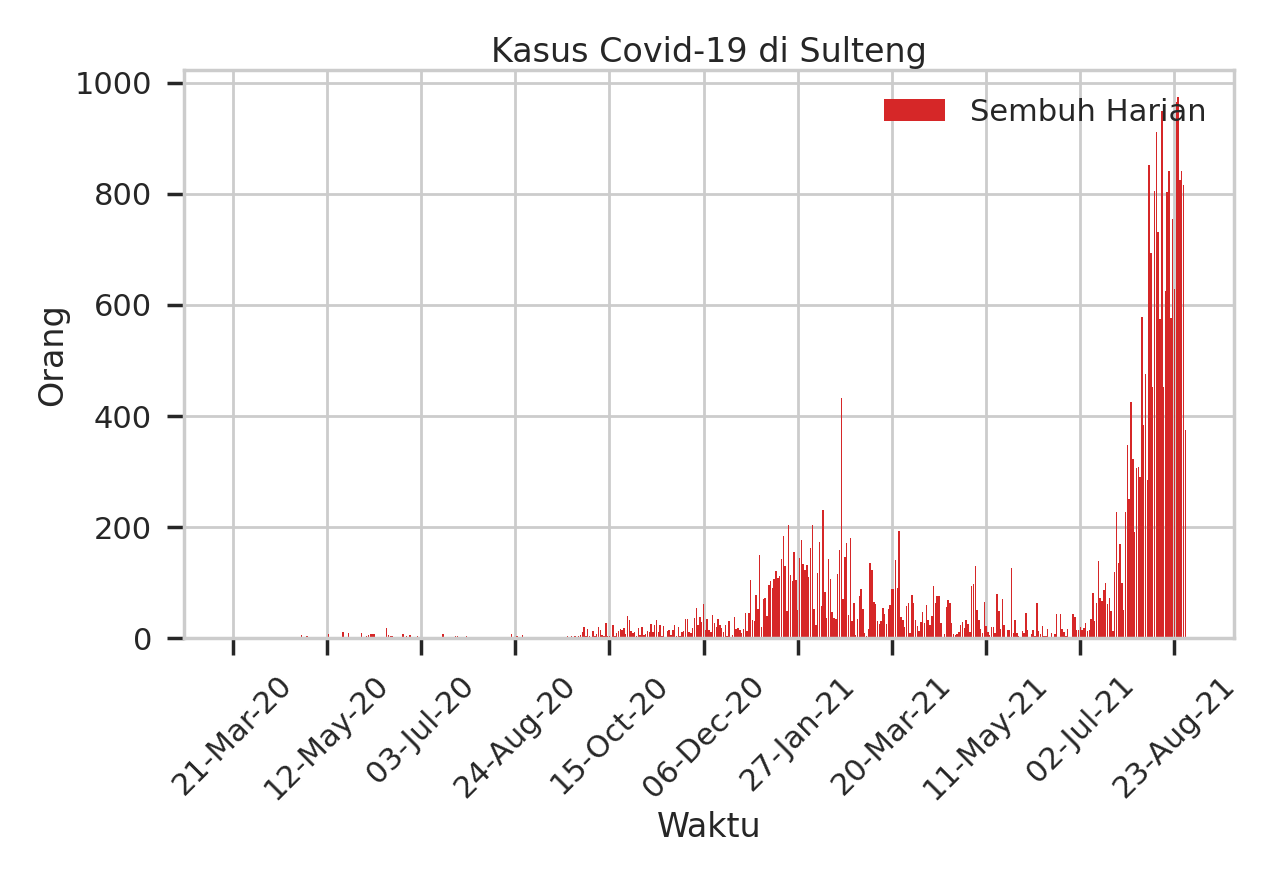 Kasus Covid-19 di Sulteng
Sembuh Harian
Orang
1000
800
600
400
200
0
21-Mar-20
12-May-20
03-Jul-20
24-Aug-20
15-Oct-20
06-Dec-20
27-Jan-21
20-Mar-21
11-May-21
02-Jul-21
23-Aug-21
Waktu